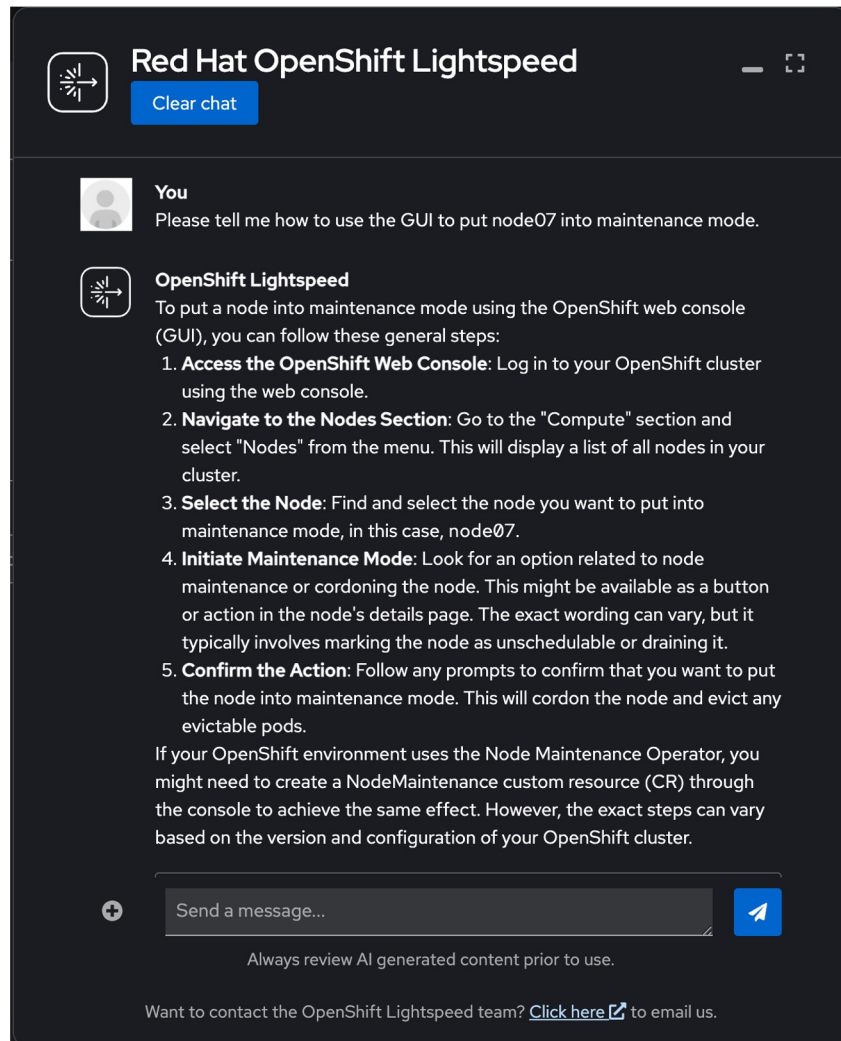 Red Hat OpenShift Lightspeed
Clear chat
You
Please tell me how to use the GUI to put node07 into maintenance mode.
OpenShift Lightspeed
To put a node into maintenance mode using the OpenShift web console
(GUI), you can follow these general steps:
1. Access the OpenShift Web Console: Log in to your OpenShift cluster
using the web console.
2. Navigate to the Nodes Section: Go to the "Compute" section and
select "Nodes" from the menu. This will display a list of all nodes in your
cluster.
3. Select the Node: Find and select the node you want to put into
maintenance mode, in this case, node07.
4. Initiate Maintenance Mode: Look for an option related to node
maintenance or cordoning the node. This might be available as a button
or action in the node's details page. The exact wording can vary, but it
typically involves marking the node as unschedulable or draining it.
5. Confirm the Action: Follow any prompts to confirm that you want to put
the node into maintenance mode. This will cordon the node and evict any
evictable pods.
If your OpenShift environment uses the Node Maintenance Operator, you
might need to create a NodeMaintenance custom resource (CR) through
the console to achieve the same effect. However, the exact steps can vary
based on the version and configuration of your OpenShift cluster.
Send a message...
Always review AI generated content prior to use.
Want to contact the OpenShift Lightspeed team? Click here to email us.